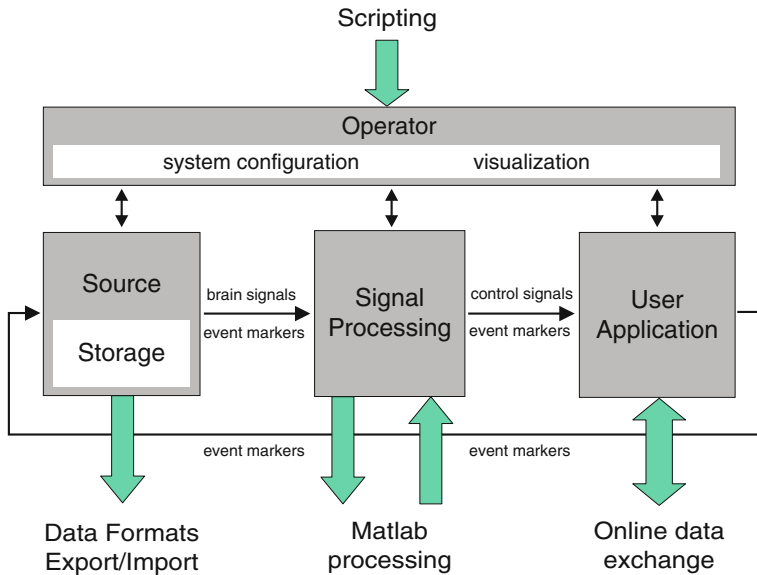 Scripting
Operator
system configuration visualization
Source
Storage
brain signals
event markers
Signal
Processing
control signals
event markers
User
Application
event markers
event markers
Data Formats
Export/Import
Matlab
processing
Online data
exchange